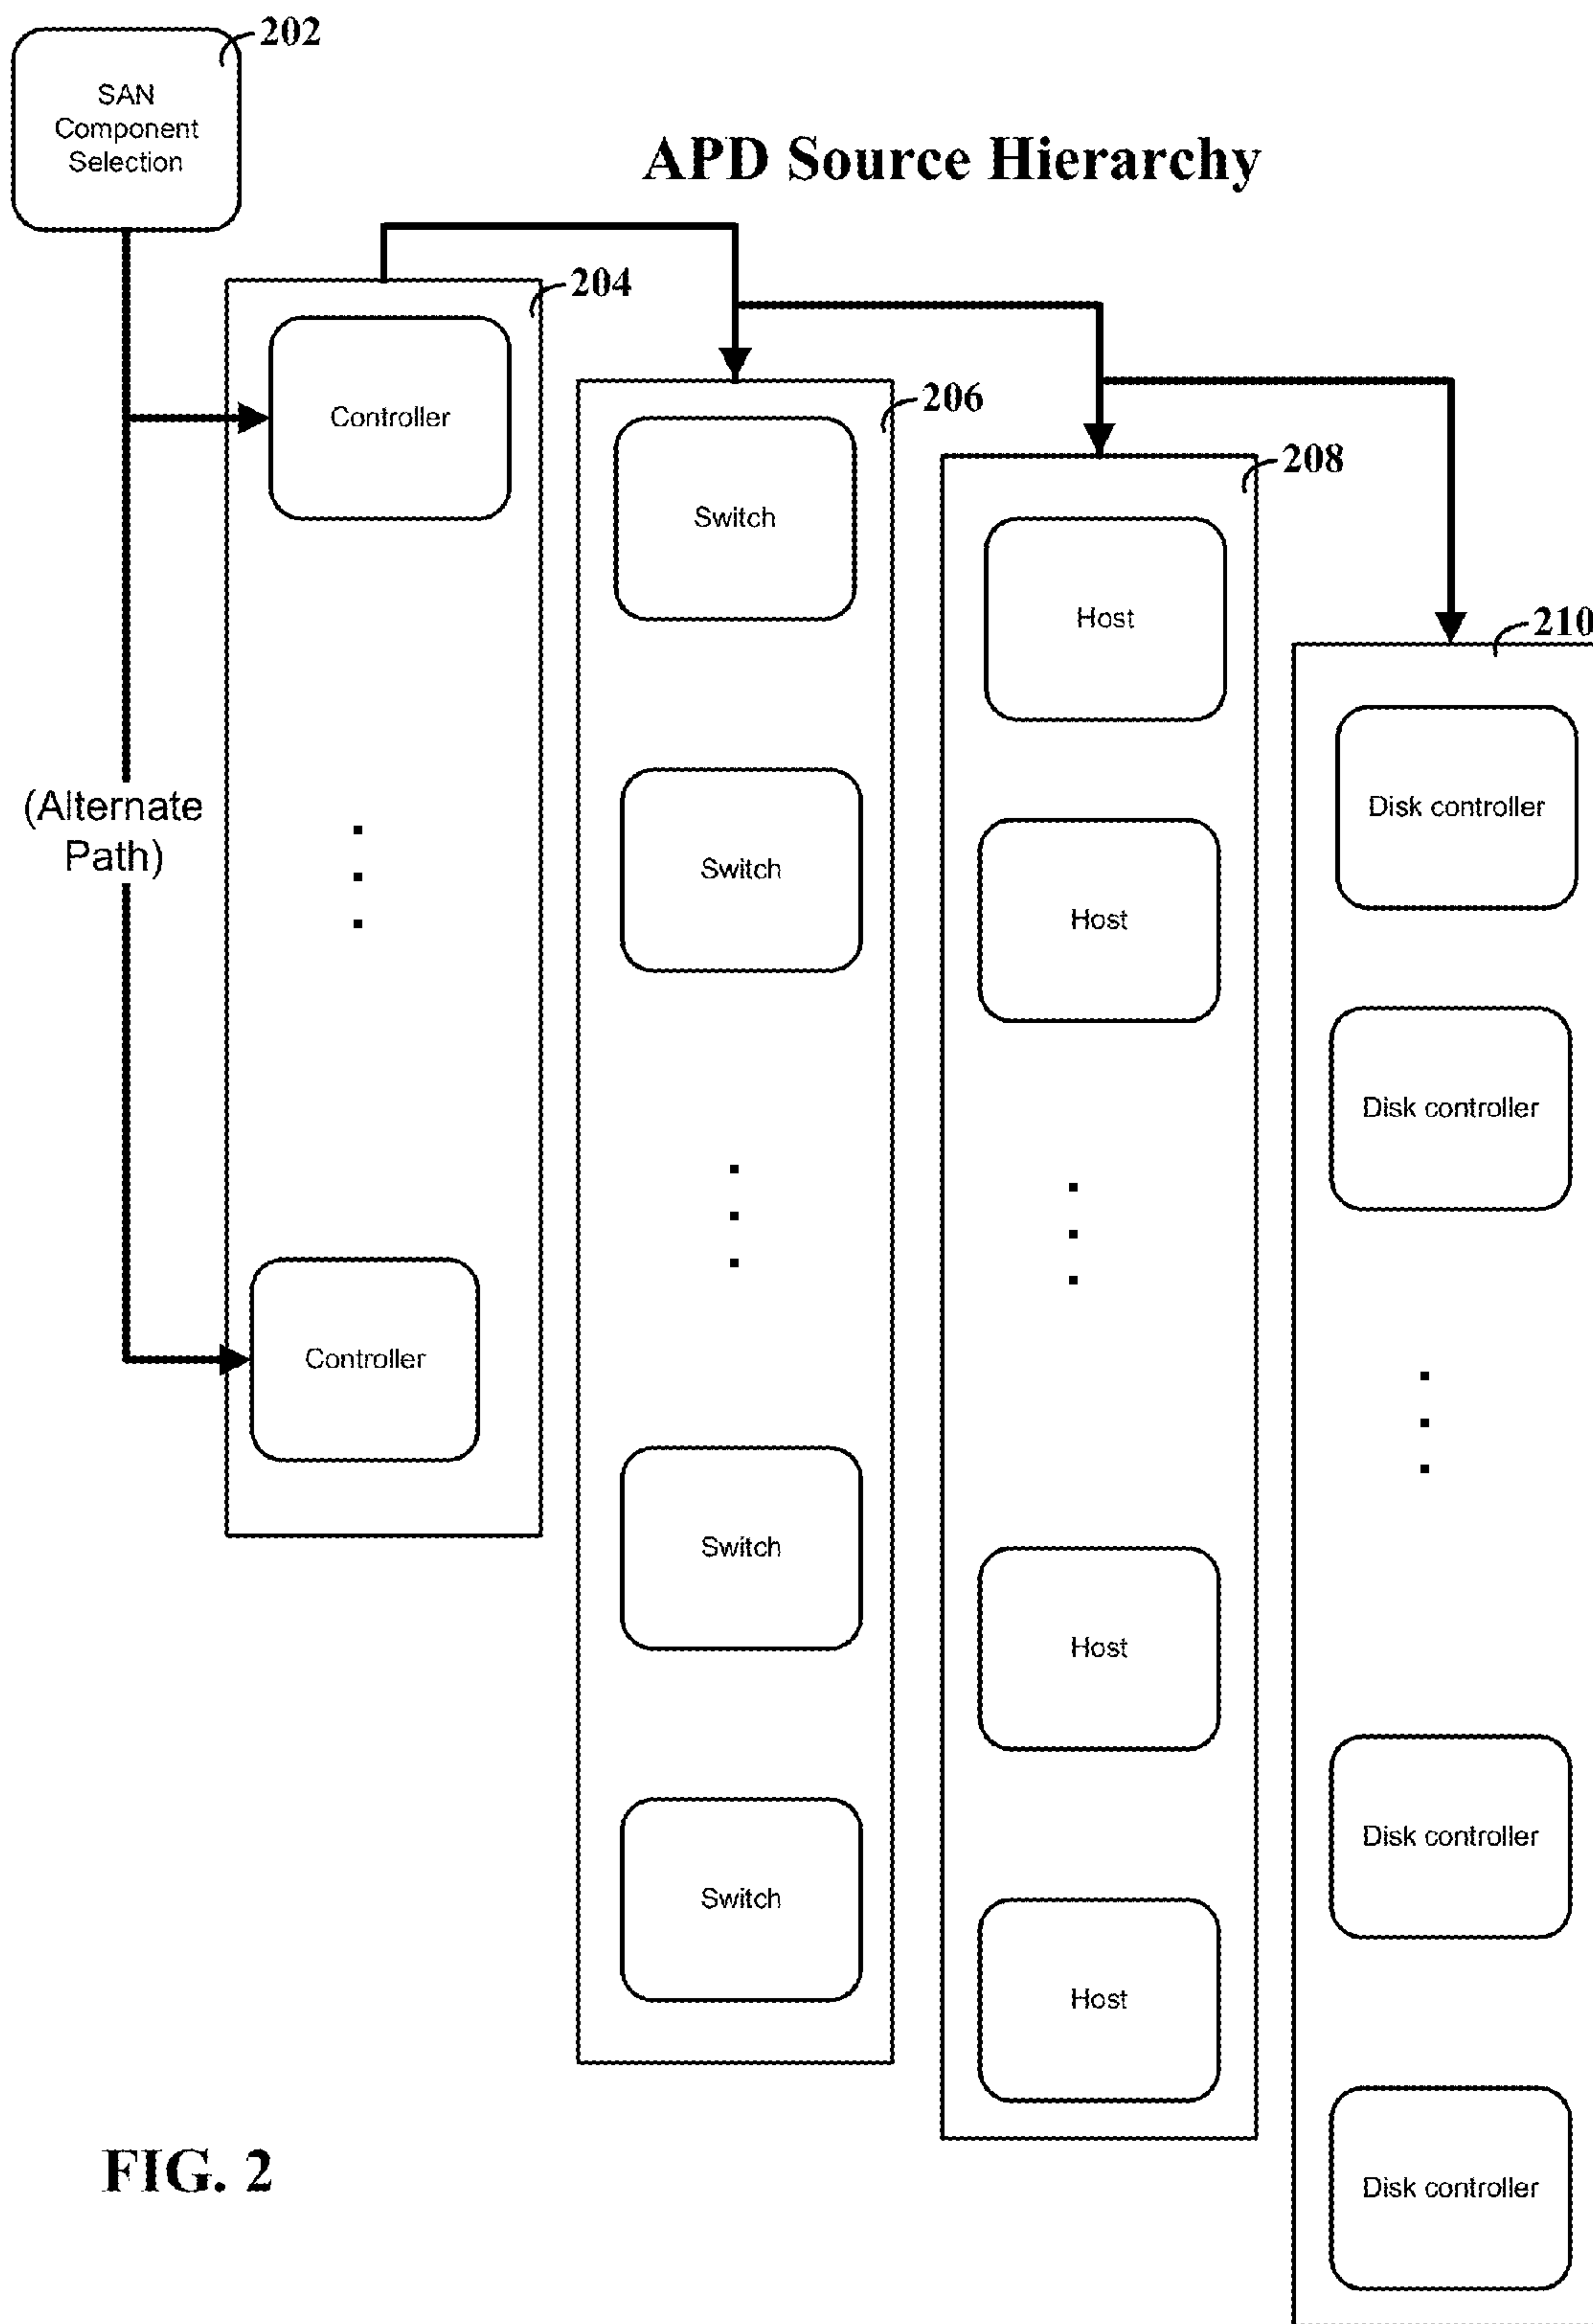 202
SAN
Component
Selection
APD Source Hierarchy
204
Controller
206
Switch
208
Host
210
Disk controller
(Alternate
Path)
Switch
Host
Disk controller
Controller
Switch
Host
Disk controller
Switch
Host
Disk controller
FIG. 2